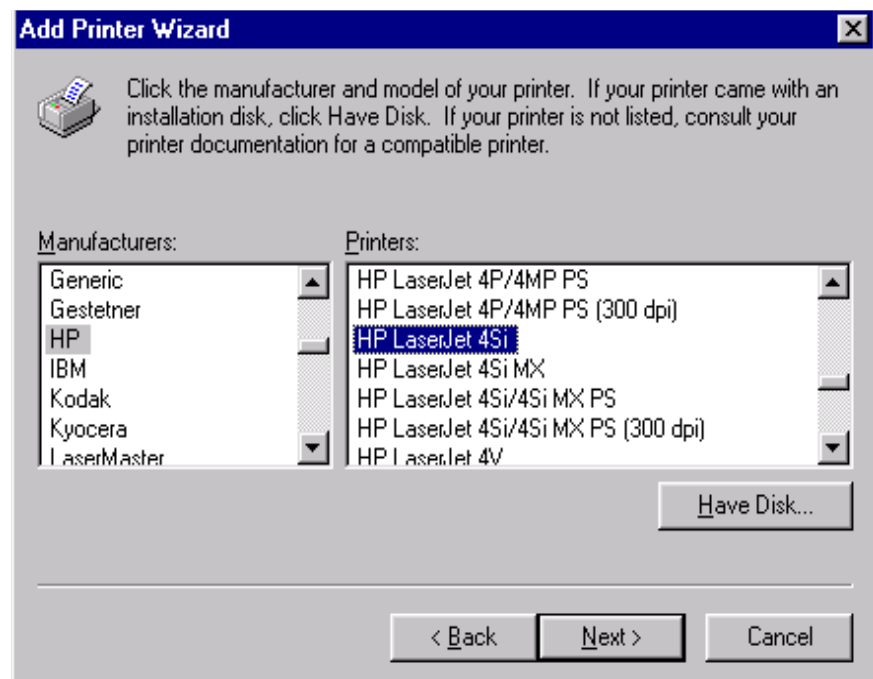 Add Printer Wizard
Click the manufacturer and model of your printer. If your printer came with an
installation disk, click Have Disk. If your printer is not listed, consult your
printer documentation for a compatible printer.
Manufacturers:
Generic
Gestetner
HP
IBM
Kodak
Kyocera
LaserMaster
Printers:
HP LaserJet 4P/4MP PS
HP LaserJet 4P/4MP PS (300 dpi)
HP LaserJet 4Si
HP LaserJet 4Si MX
HP LaserJet 4Si/4Si MX PS
HP LaserJet 4Si/4Si MX PS (300 dpi)
HP LaserJet 4V
Have Disk...
< Back
Next >
Cancel